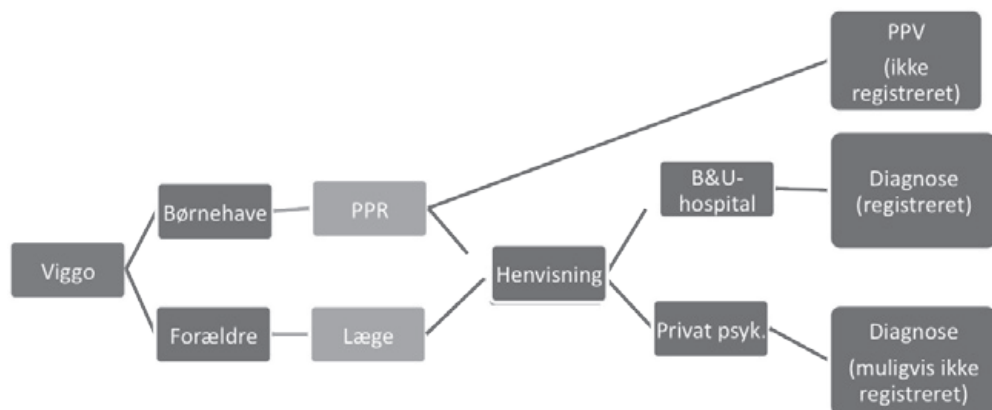 Viggo
Børnehave
PPR
Forældre
Læge
Henvisning
B&U-
hospital
Privat psyk.
PPV
(ikke
registreret)
Diagnose
(registreret)
Diagnose
(muligvis ikke
registreret)